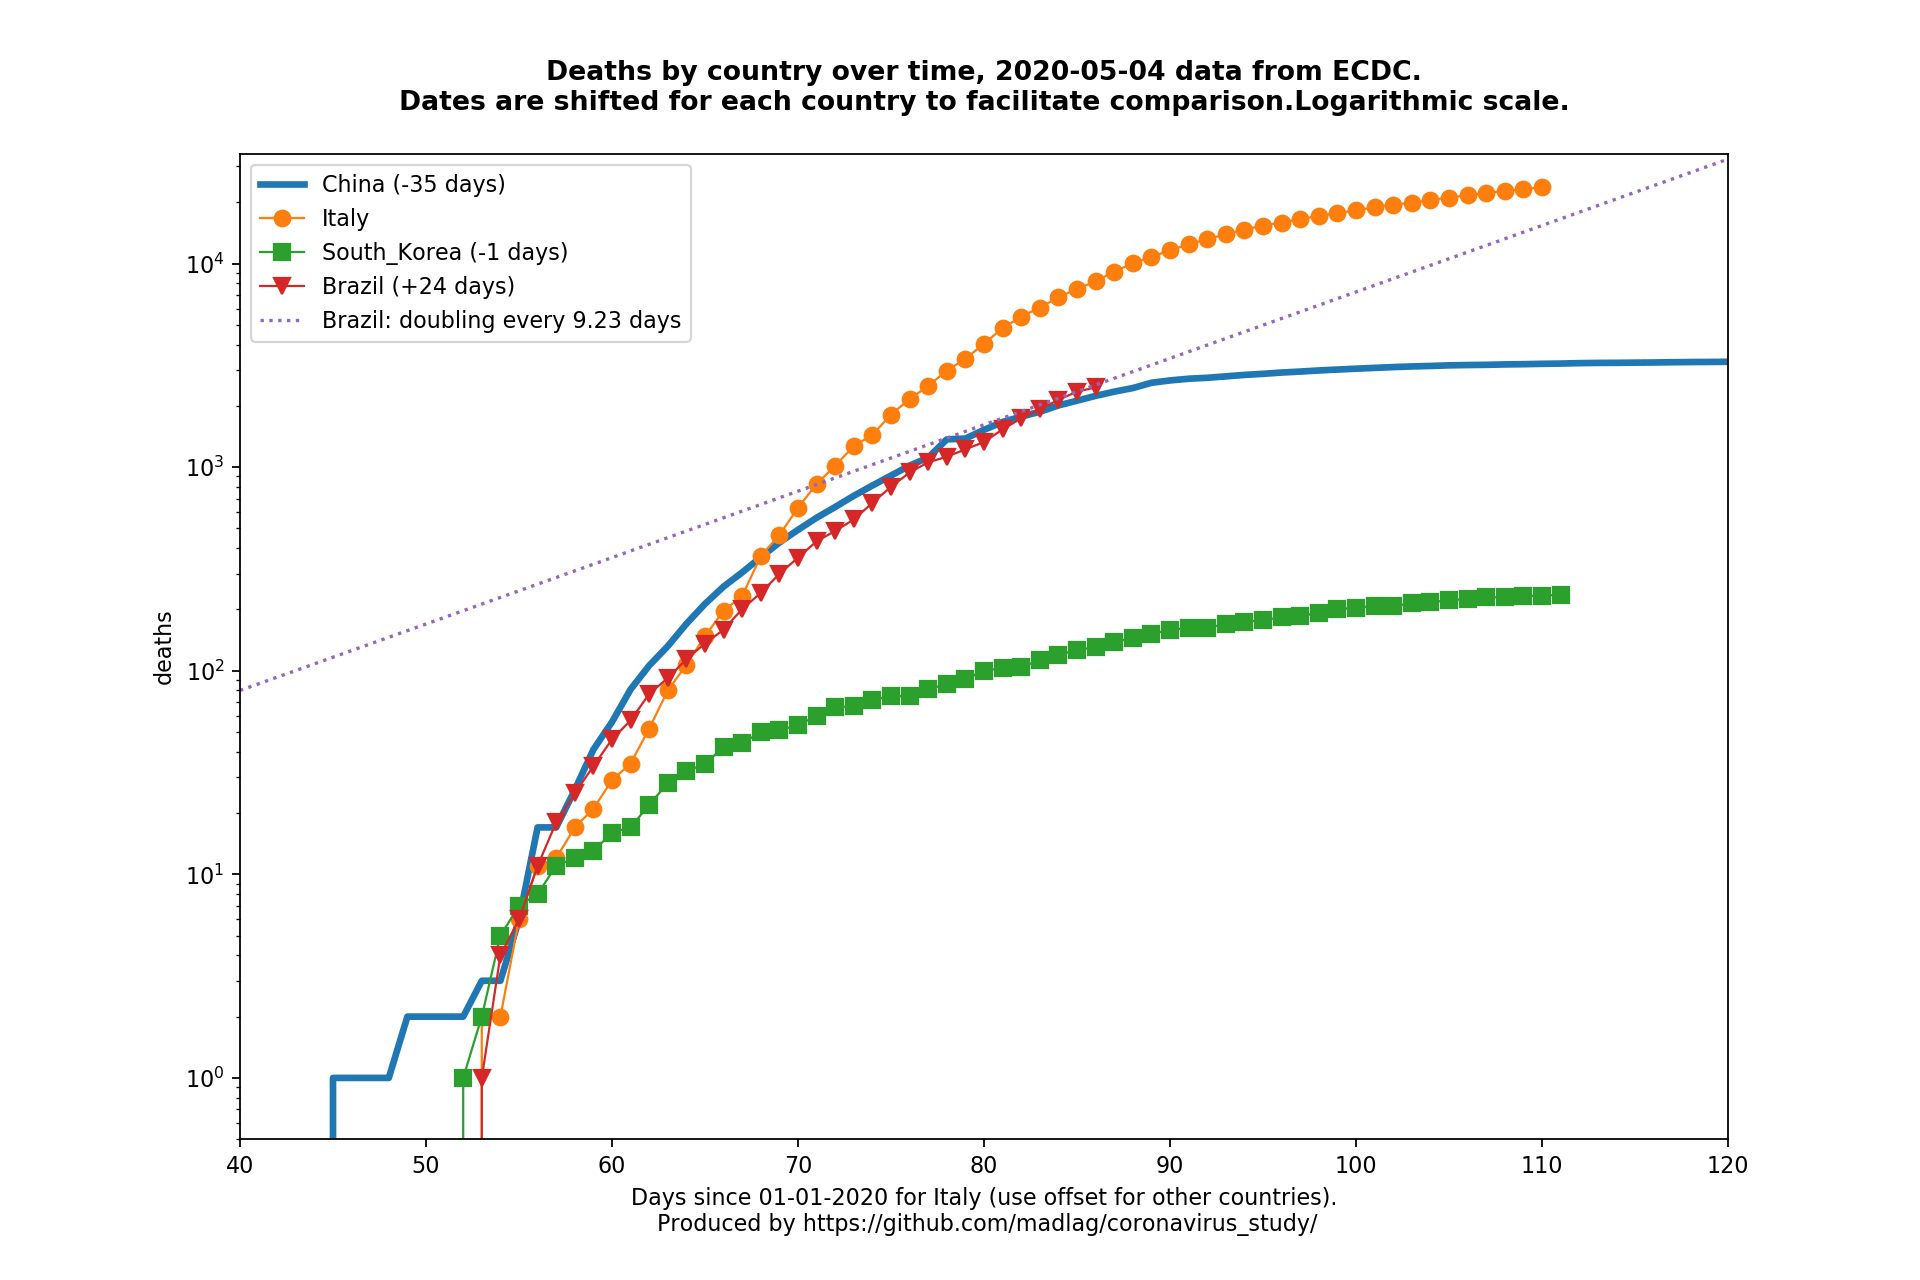 Deaths by country over time, 2020-05-04 data from ECDC.
Dates are shifted for each country to facilitate comparison.Logarithmic scale.
China (-35 days)
Italy
South_Korea (-1 days)
Brazil (+24 days)
Brazil: doubling every 9.23 days
deaths
10⁴
10³
10²
10¹
10⁰
40 50 60 70 80 90 100 110 120
Days since 01-01-2020 for Italy (use offset for other countries).
Produced by https://github.com/madlag/coronavirus_study/